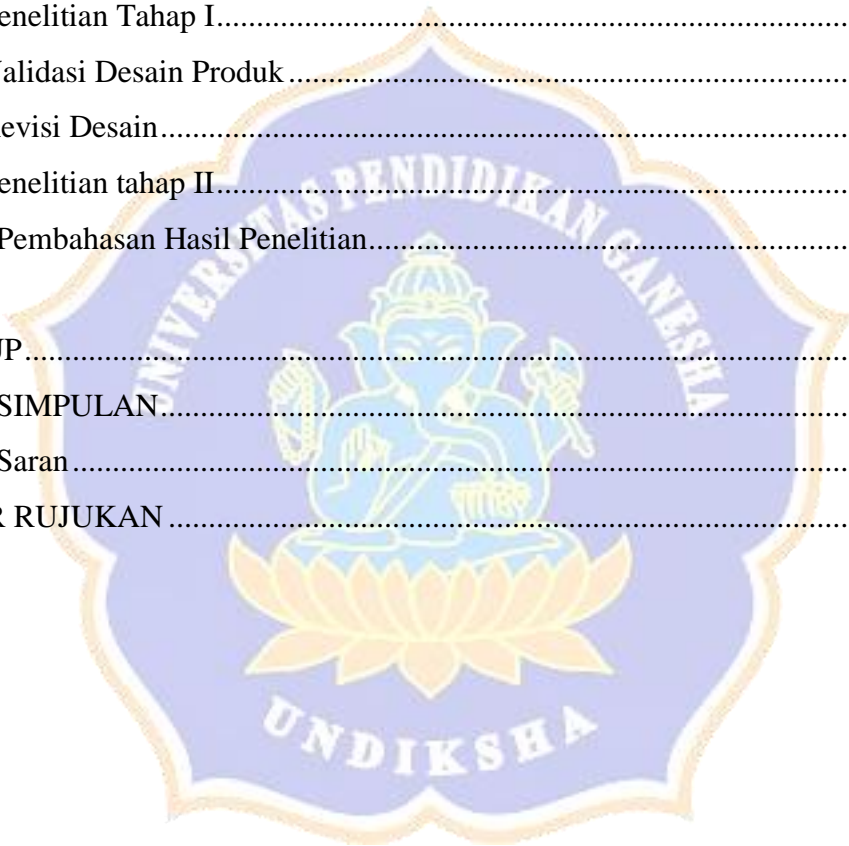 enelitian Tahap I
alidasi Desain Produk
evisi Desain
enelitian tahap II
Pembahasan Hasil Penelitian
UP
SIMPULAN
Saran
R RUJUKAN
UNIVERSITAS PENDIDIKAN GANESHA
UNDIKSHA